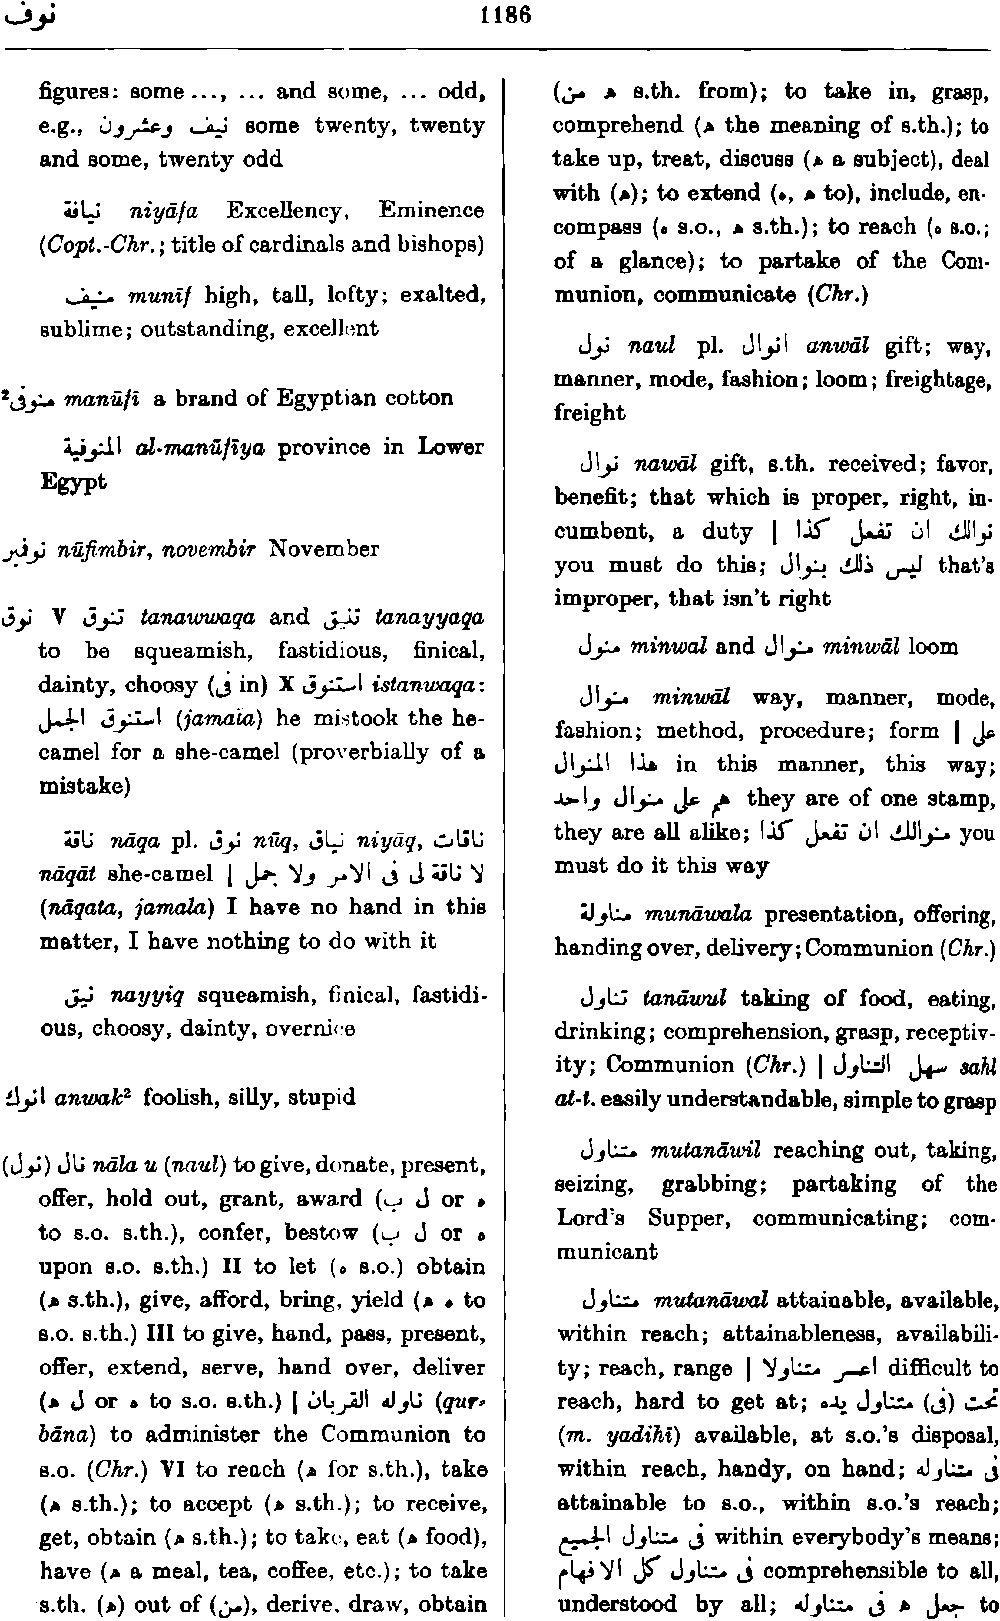 نوف
1186
figures: some ..., ... and some, ... odd,
e.g., نيف وعشرون some twenty, twenty
and some, twenty odd
نيافة niyāfa Excellency, Eminence
(Copt.-Chr.; title of cardinals and bishops)
منيف munīf high, tall, lofty; exalted,
sublime; outstanding, excellent
منوفى² manūfī a brand of Egyptian cotton
المنوفية al-manūfīya province in Lower
Egypt
نوفمبر nūfimbir, novembir November
نوق V تنوق tanawwaqa and تنيق tanayyaqa
to be squeamish, fastidious, finical,
dainty, choosy (فى in) X استنوق istanwaqa:
استنوق الجمل (jamala) he mistook the he-
camel for a she-camel (proverbially of a
mistake)
ناقة nāqa pl. نوق nūq, نياق niyāq, ناقات
nāqāt she-camel | لا ناقة لى فى الامر ولا جمل
(nāqata, jamala) I have no hand in this
matter, I have nothing to do with it
نيق nayyiq squeamish, finical, fastidi-
ous, choosy, dainty, overnice
انوك anwak² foolish, silly, stupid
(نول) نال nāla u (naul) to give, donate, present,
offer, hold out, grant, award (ل ب or ه
to s.o. s.th.), confer, bestow (ل ب or ه
upon s.o. s.th.) II to let (ه s.o.) obtain
(ھ s.th.), give, afford, bring, yield (ه ھ to
s.o. s.th.) III to give, hand, pass, present,
offer, extend, serve, hand over, deliver
(ل ھ or ه to s.o. s.th.) | ناوله القربان (qur-
bāna) to administer the Communion to
s.o. (Chr.) VI to reach (ھ for s.th.), take
(ھ s.th.); to accept (ھ s.th.); to receive,
get, obtain (ھ s.th.); to take, eat (ھ food),
have (ھ a meal, tea, coffee, etc.); to take
s.th. (ھ) out of (من), derive, draw, obtain
(ھ من s.th. from); to take in, grasp,
comprehend (ھ the meaning of s.th.); to
take up, treat, discuss (ھ a subject), deal
with (ھ); to extend (ه, ھ to), include, en-
compass (ه s.o., ھ s.th.); to reach (ه s.o.;
of a glance); to partake of the Com-
munion, communicate (Chr.)
نول naul pl. انوال anwāl gift; way,
manner, mode, fashion; loom; freightage,
freight
نوال nawāl gift, s.th. received; favor,
benefit; that which is proper, right, in-
cumbent, a duty | نوالك ان تفعل كذا
you must do this; ليس ذلك بنوال that's
improper, that isn't right
منول minwal and منوال minwāl loom
منوال minwāl way, manner, mode,
fashion; method, procedure; form | على
هذا المنوال in this manner, this way;
هم على منوال واحد they are of one stamp,
they are all alike; منوالك ان تفعل كذا you
must do it this way
مناولة munāwala presentation, offering,
handing over, delivery; Communion (Chr.)
تناول tanāwul taking of food, eating,
drinking; comprehension, grasp, receptiv-
ity; Communion (Chr.) | سهل التناول sahl
at-t. easily understandable, simple to grasp
متناول mutanāwil reaching out, taking,
seizing, grabbing; partaking of the
Lord's Supper, communicating; com-
municant
متناول mutanāwal attainable, available,
within reach; attainableness, availabili-
ty; reach, range | اعسر متناولا difficult to
reach, hard to get at; تحت (فى) متناول يده
(m. yadihī) available, at s.o.'s disposal,
within reach, handy, on hand; فى متناوله
attainable to s.o., within s.o.'s reach;
فى متناول الجميع within everybody's means;
فى متناول كل الافهام comprehensible to all,
understood by all; جعل ھ فى متناوله to